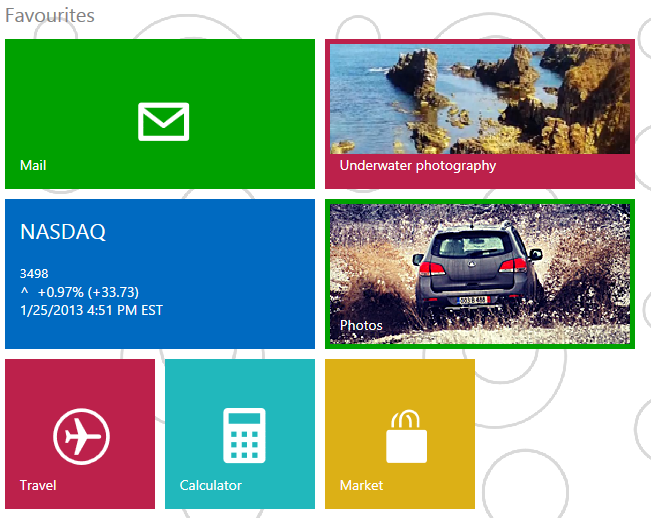 Favourites
Mail
Underwater photography
NASDAQ
3498
^ +0.97% (+33.73)
1/25/2013 4:51 PM EST
Photos
Travel
Calculator
Market